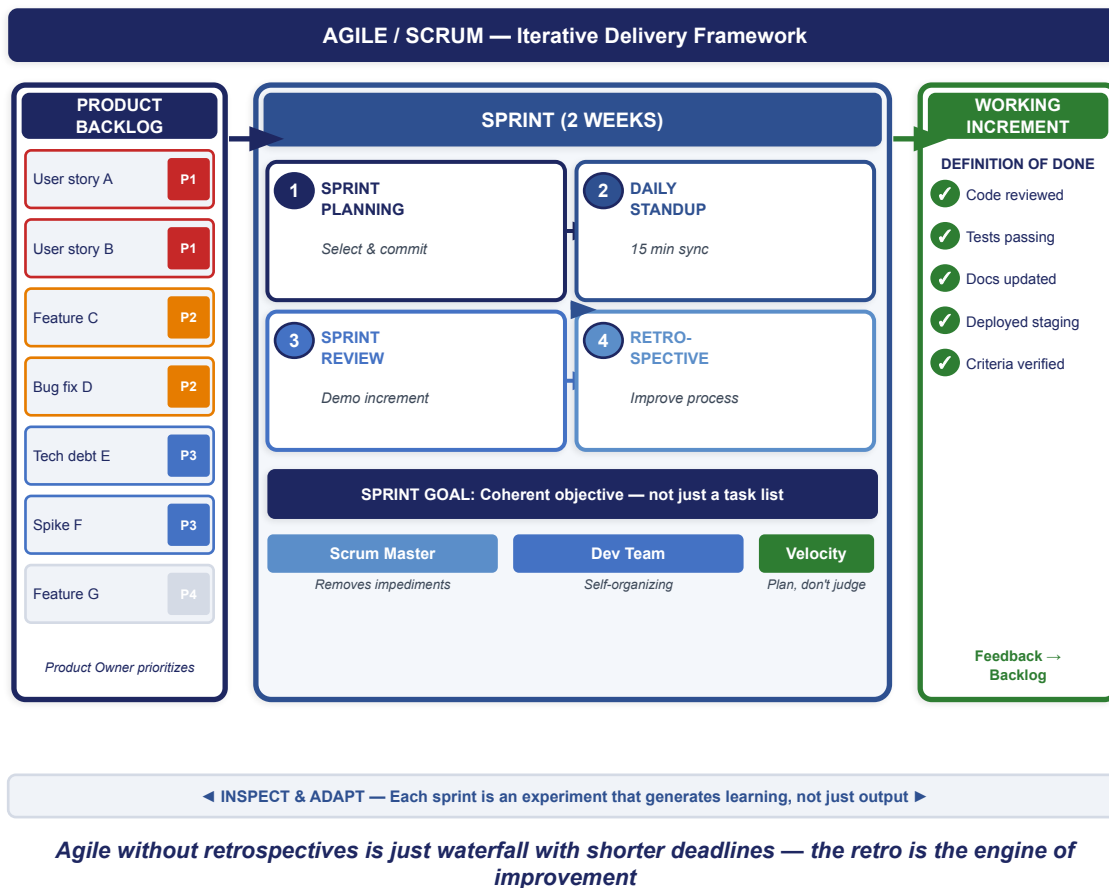 AGILE / SCRUM — Iterative Delivery Framework
PRODUCT
BACKLOG
User story A
P1
User story B
P1
Feature C
P2
Bug fix D
P2
Tech debt E
P3
Spike F
P3
Feature G
P4
Product Owner prioritizes
SPRINT (2 WEEKS)
1
SPRINT
PLANNING
Select & commit
2
DAILY
STANDUP
15 min sync
3
SPRINT
REVIEW
Demo increment
4
RETRO-
SPECTIVE
Improve process
SPRINT GOAL: Coherent objective — not just a task list
Scrum Master
Removes impediments
Dev Team
Self-organizing
Velocity
Plan, don't judge
WORKING
INCREMENT
DEFINITION OF DONE
✓ Code reviewed
✓ Tests passing
✓ Docs updated
✓ Deployed staging
✓ Criteria verified
Feedback →
Backlog
◄ INSPECT & ADAPT — Each sprint is an experiment that generates learning, not just output ►
Agile without retrospectives is just waterfall with shorter deadlines — the retro is the engine of
improvement